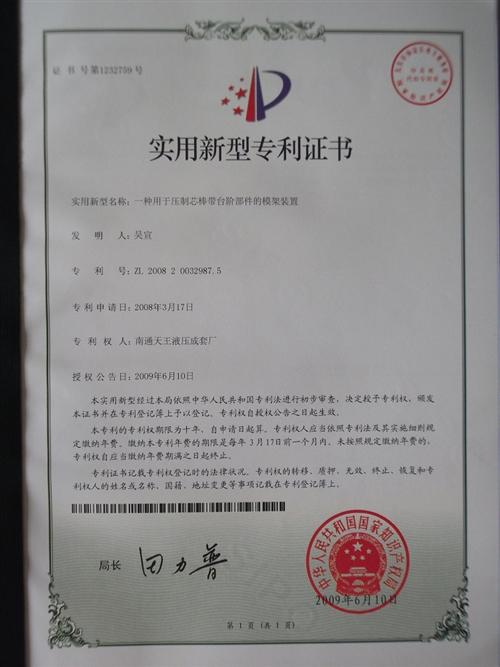 证书号第1232759号
实用新型专利证书
实用新型名称：一种用于压制芯棒带台阶部件的模架装置
发明人：吴宣
专利号：ZL 2008 2 0032987.5
专利申请日：2008年3月17日
专利权人：南通天王液压成套厂
授权公告日：2009年6月10日
本实用新型经过本局依照中华人民共和国专利法进行初步审查，决定授予专利权，颁发
本证书并在专利登记簿上予以登记。专利权自授权公告之日起生效。
本专利的专利权期限为十年，自申请日起算。专利权人应当依照专利法及其实施细则规
定缴纳年费。缴纳本专利年费的期限是每年3月17日前一个月内。未按照规定缴纳年费的，
专利权自应当缴纳年费期满之日起终止。
专利证书记载专利权登记时的法律状况。专利权的转移、质押、无效、终止、恢复和专
利权人的姓名或名称、国籍、地址变更等事项记载在专利登记簿上。
局长 田力普
中华人民共和国国家知识产权局
2009年6月10日
第1页(共1页)